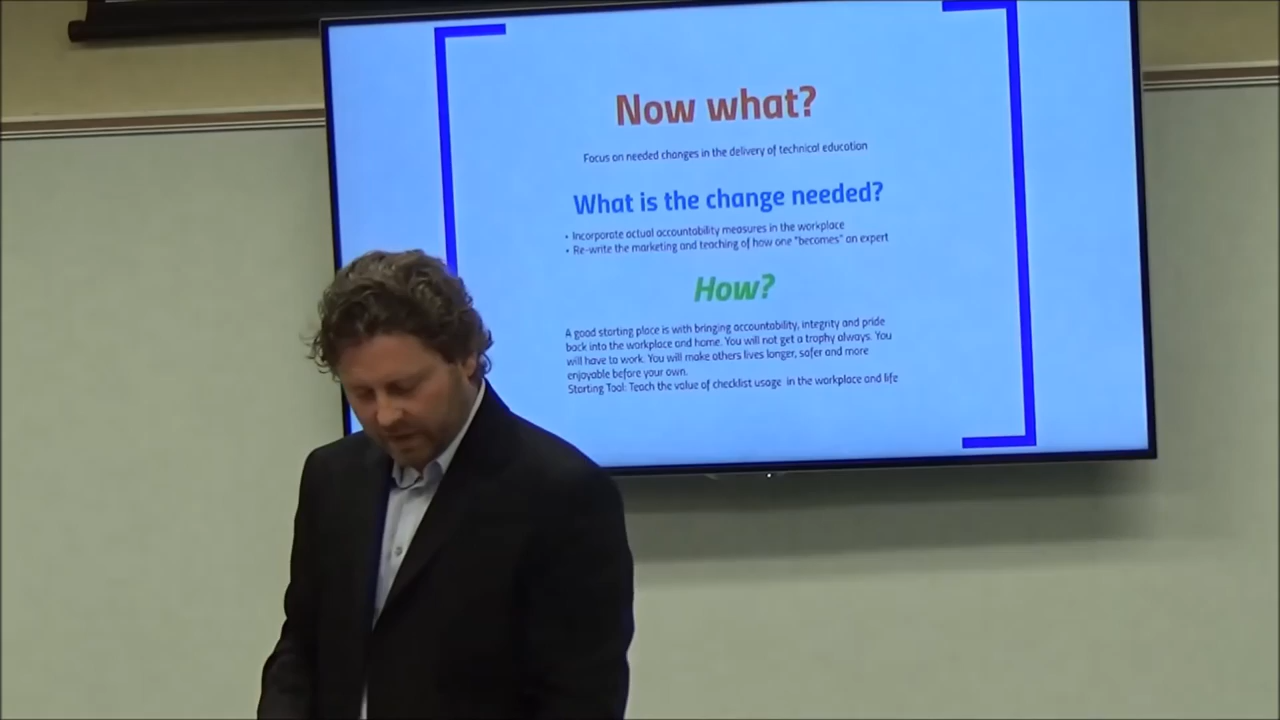 Now what?
Focus on needed changes in the delivery of technical education
What is the change needed?
• Incorporate actual accountability measures in the workplace
• Re-write the marketing and teaching of how one "becomes" an expert
How?
A good starting place is with bringing accountability, integrity and pride
back into the workplace and home. You will not get a trophy always. You
will have to work. You will make others lives longer, safer and more
enjoyable before your own.
Starting Tool: Teach the value of checklist usage in the workplace and life